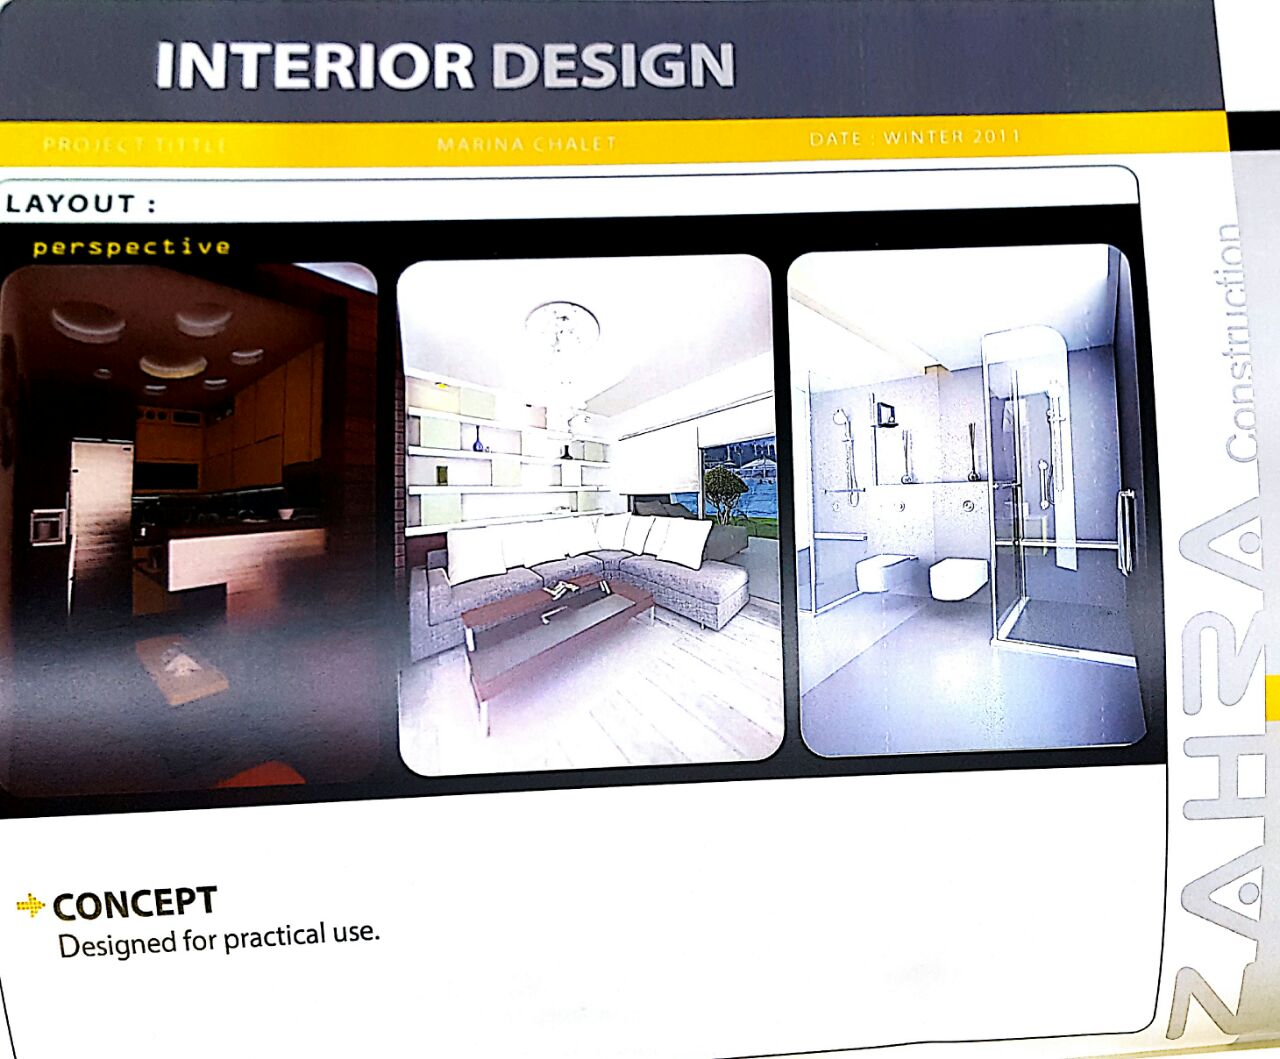 INTERIOR DESIGN
PROJECT TITTLE MARINA CHALET DATE : WINTER 2011
LAYOUT :
perspective
CONCEPT
Designed for practical use.
ZAHRA Construction